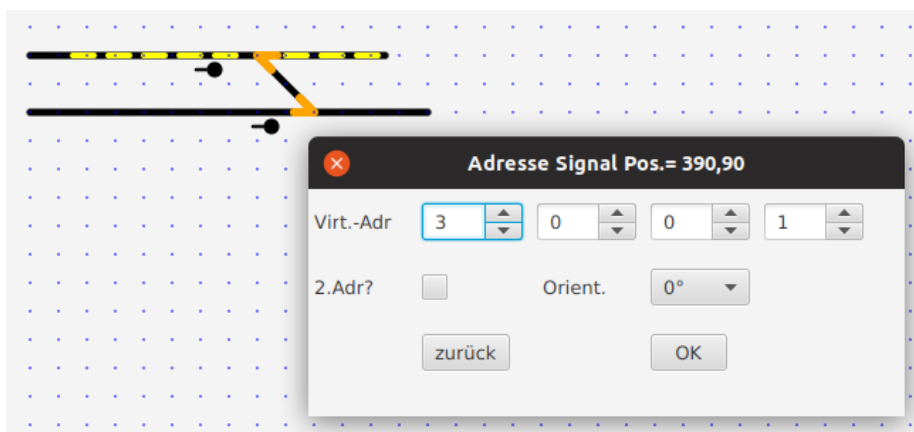 Adresse Signal Pos.= 390,90
Virt.-Adr 3 0 0 1
2.Adr? Orient. 0°
zurück OK